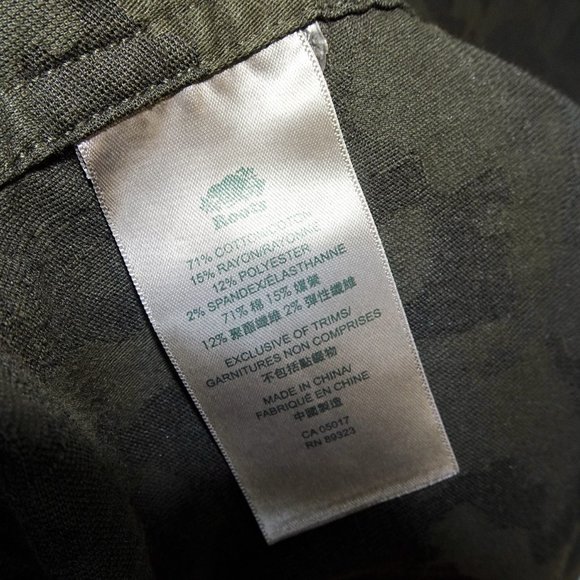 Roots
71% COTTON/COTON
15% RAYON/RAYONNE
12% POLYESTER
2% SPANDEX/ÉLASTHANNE
71% 棉 15% 嫘縈
12% 聚酯纖維 2% 彈性纖維
EXCLUSIVE OF TRIMS/
GARNITURES NON COMPRISES
不包括點綴物
MADE IN CHINA/
FABRIQUÉ EN CHINE
中國製造
CA 05017
RN 89323